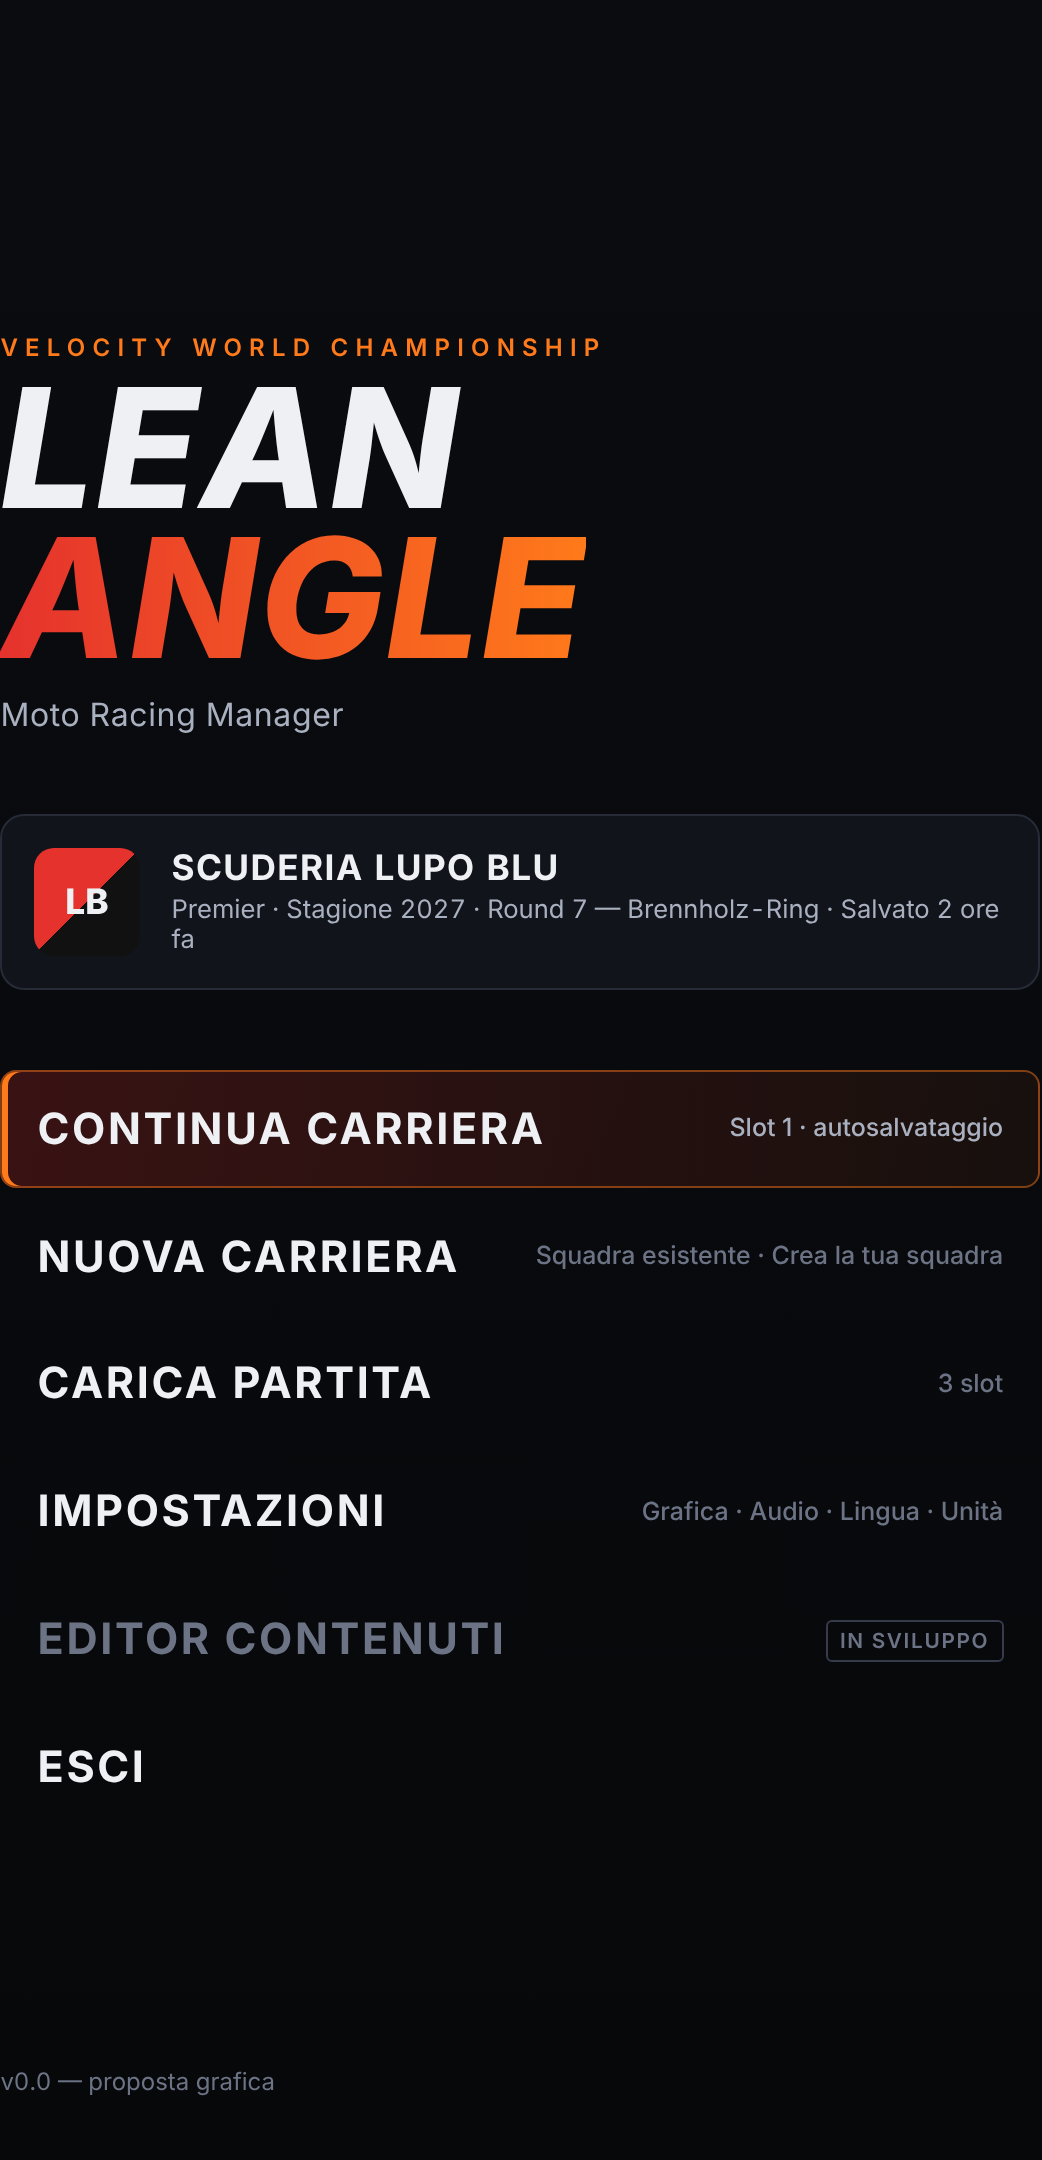 VELOCITY WORLD CHAMPIONSHIP
LEAN
ANGLE
Moto Racing Manager
LB
SCUDERIA LUPO BLU
Premier · Stagione 2027 · Round 7 — Brennholz-Ring · Salvato 2 ore
fa
CONTINUA CARRIERA Slot 1 · autosalvataggio
NUOVA CARRIERA Squadra esistente · Crea la tua squadra
CARICA PARTITA 3 slot
IMPOSTAZIONI Grafica · Audio · Lingua · Unità
EDITOR CONTENUTI IN SVILUPPO
ESCI
v0.0 — proposta grafica